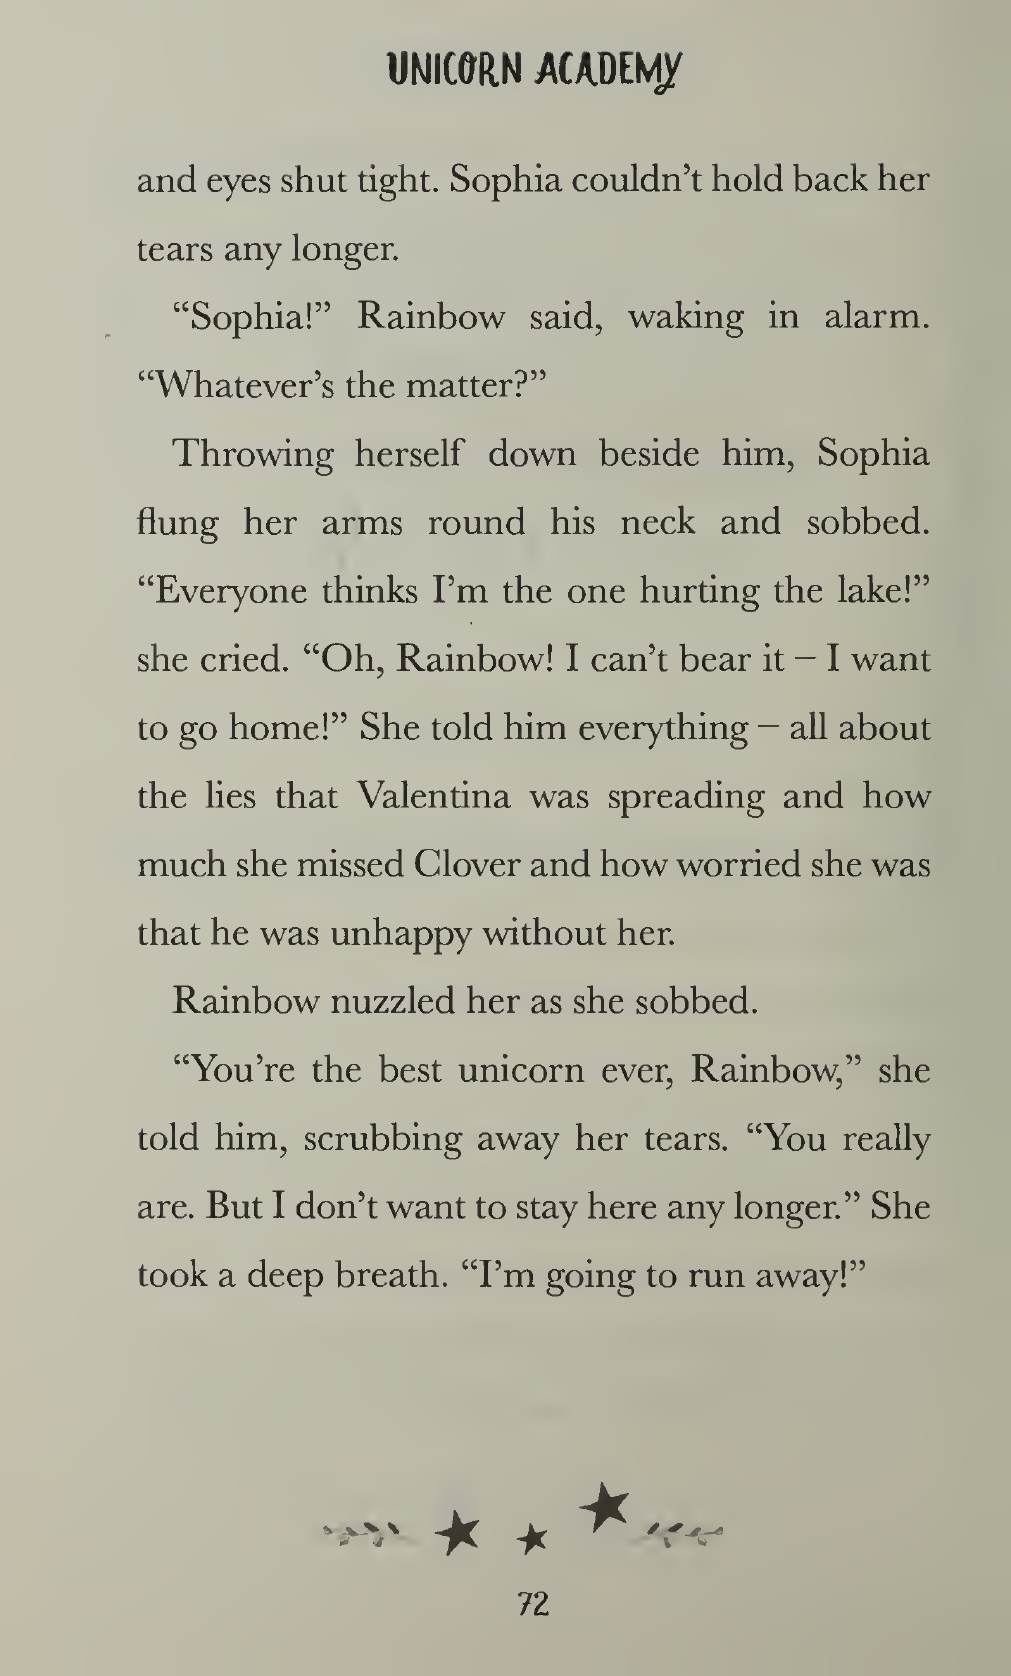 UNICORN ACADEMY
and eyes shut tight. Sophia couldn’t hold back her
tears any longer.
“Sophia!” Rainbow said, waking in alarm.
“Whatever’s the matter?”
Throwing herself down beside him, Sophia
flung her arms round his neck and sobbed.
“Everyone thinks I’m the one hurting the lake!”
she cried. “Oh, Rainbow! I can’t bear it – I want
to go home!” She told him everything – all about
the lies that Valentina was spreading and how
much she missed Clover and how worried she was
that he was unhappy without her.
Rainbow nuzzled her as she sobbed.
“You’re the best unicorn ever, Rainbow,” she
told him, scrubbing away her tears. “You really
are. But I don’t want to stay here any longer.” She
took a deep breath. “I’m going to run away!”
72